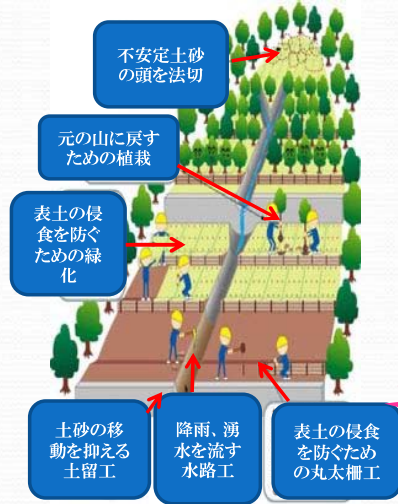 不安定土砂
の頭を法切
元の山に戻す
ための植栽
表土の侵
食を防ぐ
ための緑
化
土砂の移
動を抑える
土留工
降雨、湧
水を流す
水路工
表土の侵食
を防ぐため
の丸太柵工